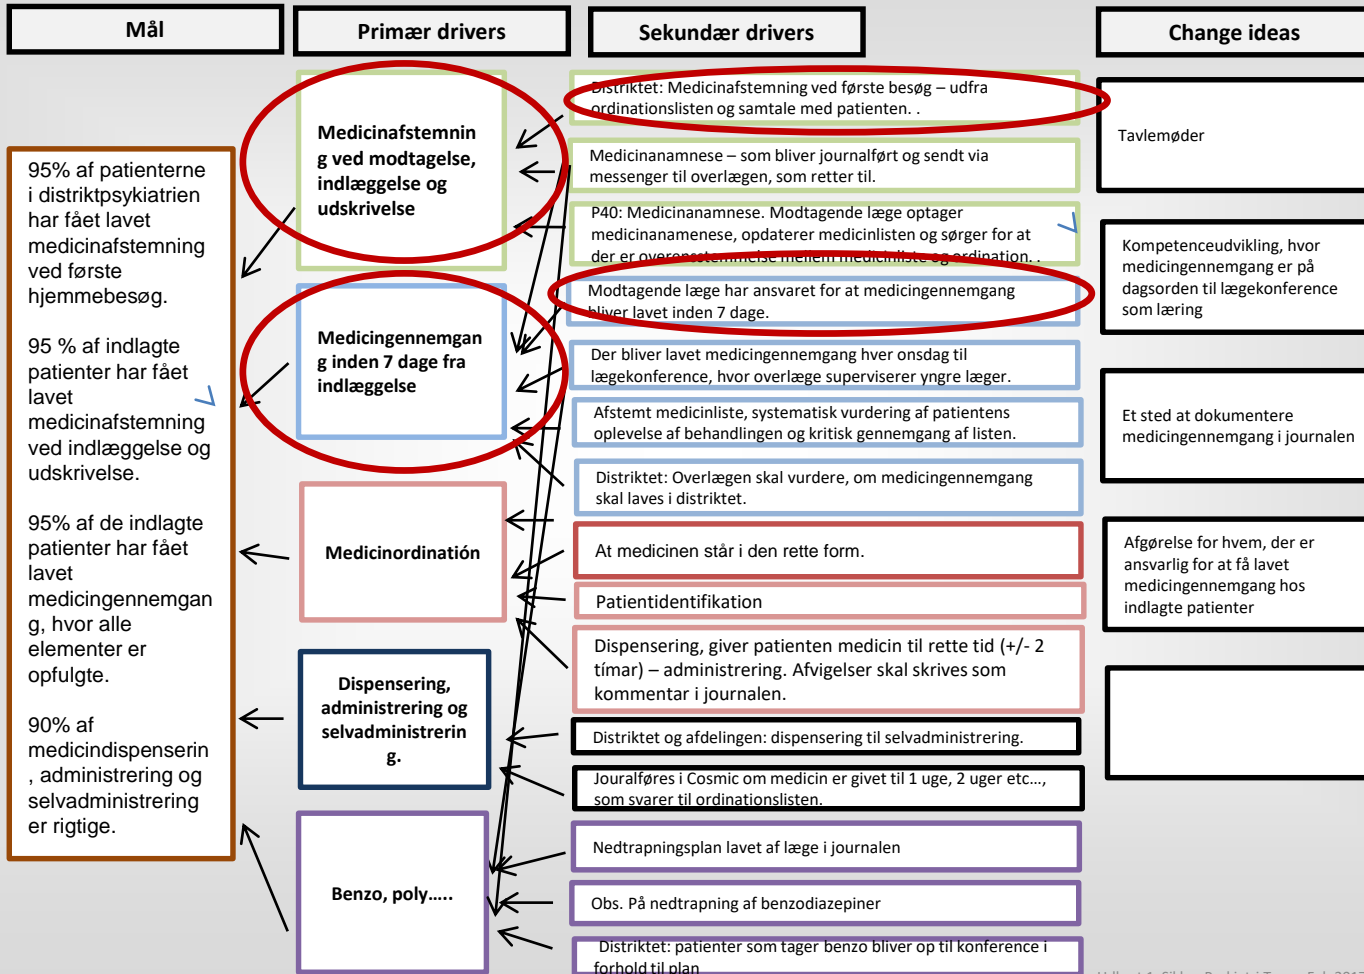 Mål
Primær drivers
Sekundær drivers
Change ideas
95% af patienterne
i distriktpsykiatrien
har fået lavet
medicinafstemning
ved første
hjemmebesøg.
95 % af indlagte
patienter har fået
lavet
medicinafstemning
ved indlæggelse og
udskrivelse.
95% af de indlagte
patienter har fået
lavet
medicingennemgan
g, hvor alle
elementer er
opfulgte.
90% af
medicindispenserin
, administrering og
selvadministrering
er rigtige.
Medicinafstemnin
g ved modtagelse,
indlæggelse og
udskrivelse
Medicingennemgan
g inden 7 dage fra
indlæggelse
Medicinordinatión
Dispensering,
administrering og
selvadministrerin
g.
Benzo, poly.....
Distriktet: Medicinafstemning ved første besøg – udfra
ordinationslisten og samtale med patienten. .
Medicinanamnese – som bliver journalført og sendt via
messenger til overlægen, som retter til.
P40: Medicinanamnese. Modtagende læge optager
medicinanamenese, opdaterer medicinlisten og sørger for at
der er overensstemmelse mellem medicinliste og ordination. .
Modtagende læge har ansvaret for at medicingennemgang
bliver lavet inden 7 dage.
Der bliver lavet medicingennemgang hver onsdag til
lægekonference, hvor overlæge superviserer yngre læger.
Afstemt medicinliste, systematisk vurdering af patientens
oplevelse af behandlingen og kritisk gennemgang af listen.
Distriktet: Overlægen skal vurdere, om medicingennemgang
skal laves i distriktet.
At medicinen står i den rette form.
Patientidentifikation
Dispensering, giver patienten medicin til rette tid (+/- 2
tímar) – administrering. Afvigelser skal skrives som
kommentar i journalen.
Distriktet og afdelingen: dispensering til selvadministrering.
Jouralføres i Cosmic om medicin er givet til 1 uge, 2 uger etc…,
som svarer til ordinationslisten.
Nedtrapningsplan lavet af læge i journalen
Obs. På nedtrapning af benzodiazepiner
Distriktet: patienter som tager benzo bliver op til konference i
forhold til plan
Tavlemøder
Kompetenceudvikling, hvor
medicingennemgang er på
dagsorden til lægekonference
som læring
Et sted at dokumentere
medicingennemgang i journalen
Afgørelse for hvem, der er
ansvarlig for at få lavet
medicingennemgang hos
indlagte patienter